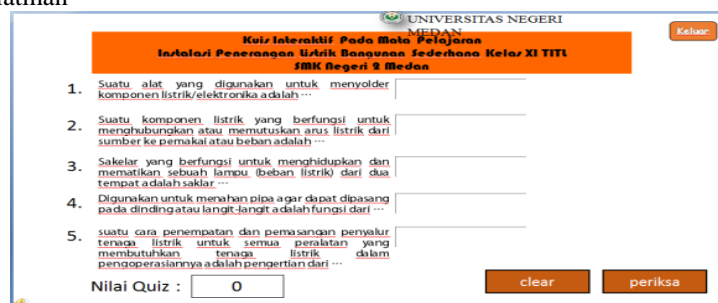 UNIVERSITAS NEGERI
MEDAN
Keluar
Kuis Interaktif Pada Mata Pelajaran
Instalasi Penerangan Listrik Bangunan Sederhana Kelas XI TITL
SMK Negeri 2 Medan
1. Suatu alat yang digunakan untuk menyolder
komponen listrik/elektronika adalah ...
2. Suatu komponen listrik yang berfungsi untuk
menghubungkan atau memutuskan arus listrik dari
sumber ke pemakai atau beban adalah ...
3. Sakelar yang berfungsi untuk menghidupkan dan
mematikan sebuah lampu (beban listrik) dari dua
tempat adalah saklar ...
4. Digunakan untuk menahan pipa agar dapat dipasang
pada dinding atau langit-langit adalah fungsi dari ...
5. suatu cara penempatan dan pemasangan penyalur
tenaga listrik untuk semua peralatan yang
membutuhkan tenaga listrik dalam
pengoperasiannya adalah pengertian dari ...
Nilai Quiz : 0
clear
periksa